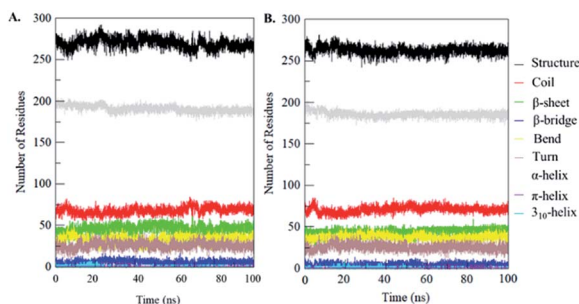 A.
300
250
200
150
100
50
0
0 20 40 60 80 100
Time (ns)
Number of Residues
B.
300
250
200
150
100
50
0
0 20 40 60 80 100
Time (ns)
Number of Residues
Structure
Coil
β-sheet
β-bridge
Bend
Turn
α-helix
π-helix
3₁₀-helix